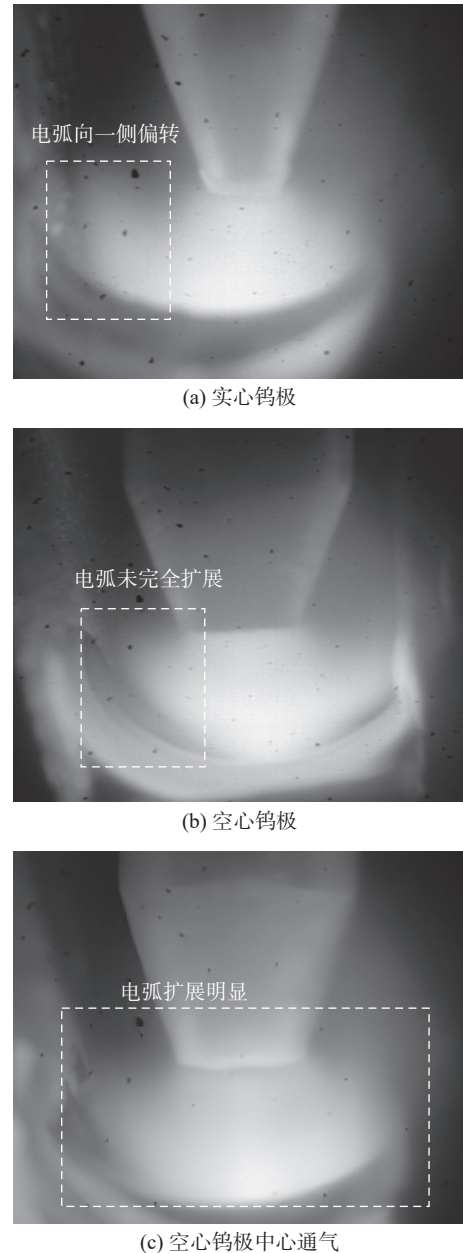 电弧向一侧偏转
(a) 实心钨极
电弧未完全扩展
(b) 空心钨极
电弧扩展明显
(c) 空心钨极中心通气